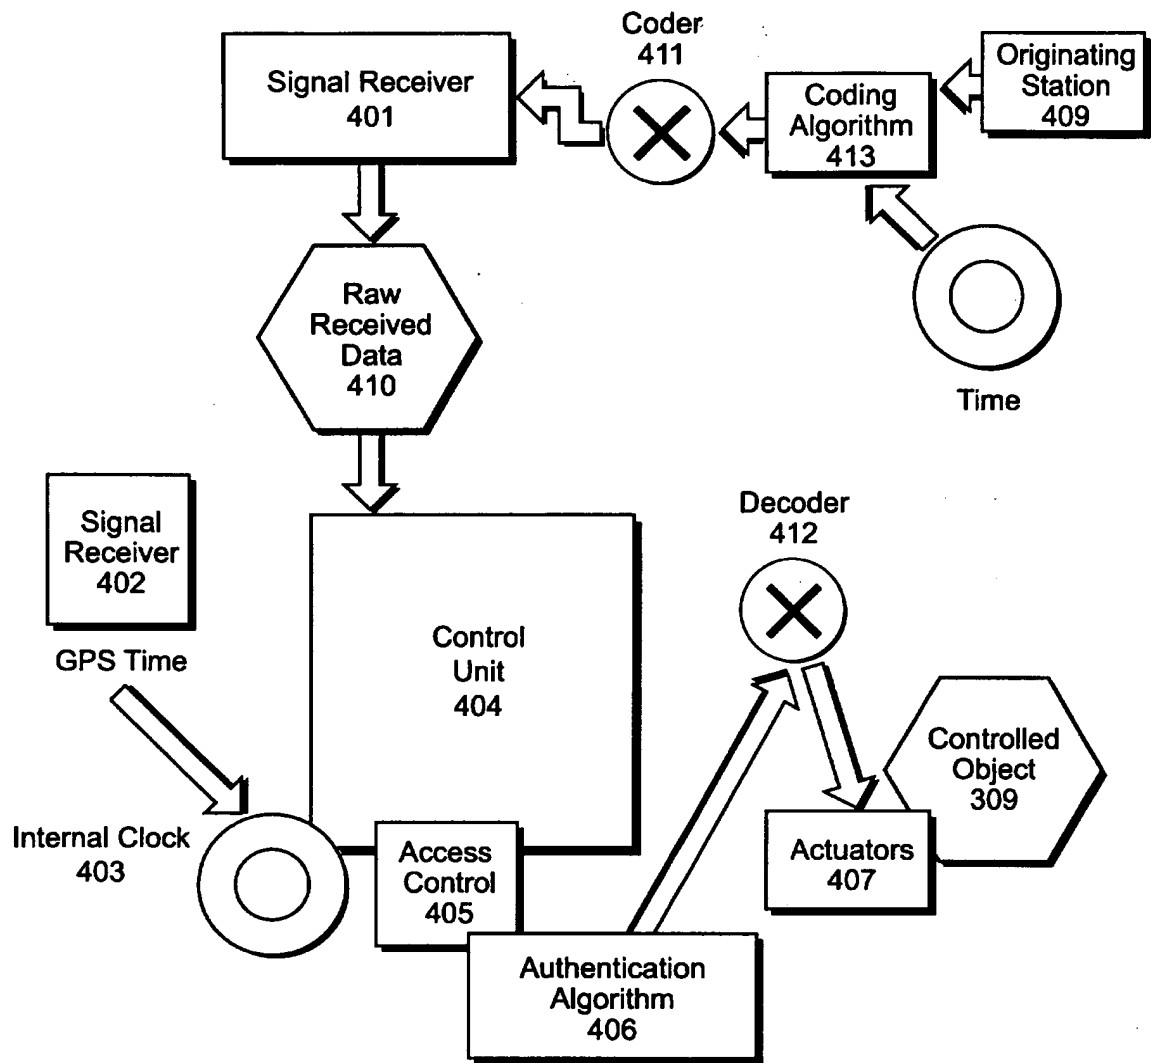 Coder
411
Signal Receiver
401
Coding
Algorithm
413
Originating
Station
409
Time
Raw
Received
Data
410
Signal
Receiver
402
GPS Time
Control
Unit
404
Decoder
412
Controlled
Object
309
Actuators
407
Internal Clock
403
Access
Control
405
Authentication
Algorithm
406